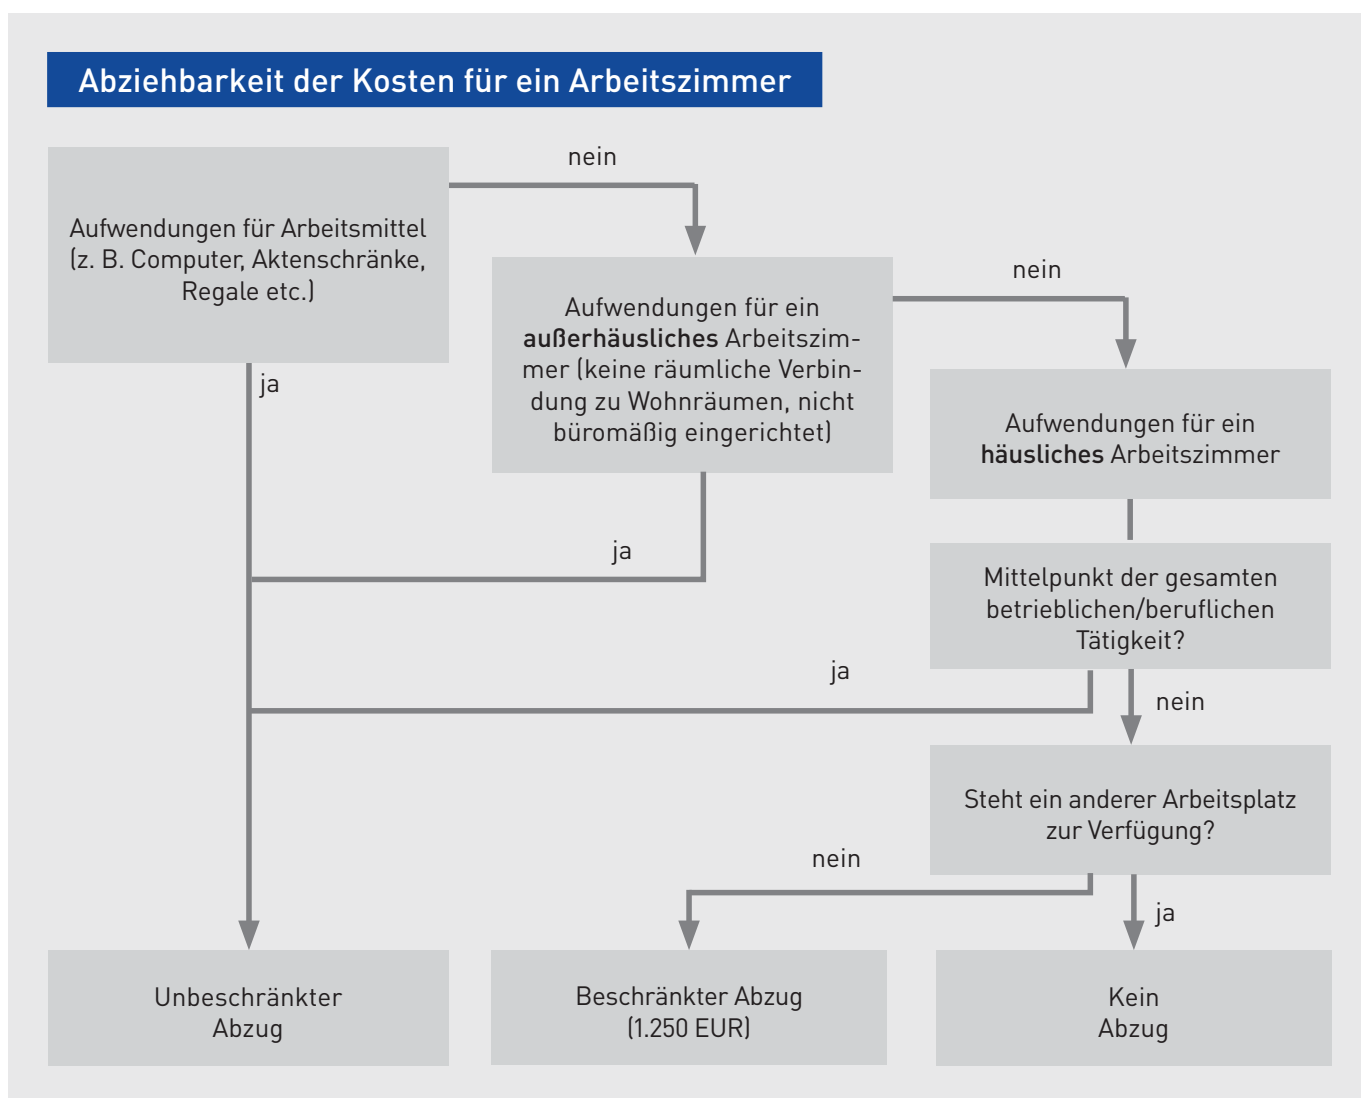 Abziehbarkeit der Kosten für ein Arbeitszimmer
nein
Aufwendungen für Arbeitsmittel
(z. B. Computer, Aktenschränke,
Regale etc.)
ja
nein
Aufwendungen für ein
außerhäusliches Arbeitszim-
mer (keine räumliche Verbin-
dung zu Wohnräumen, nicht
büromäßig eingerichtet)
ja
Aufwendungen für ein
häusliches Arbeitszimmer
Mittelpunkt der gesamten
betrieblichen/beruflichen
Tätigkeit?
ja
nein
Steht ein anderer Arbeitsplatz
zur Verfügung?
nein
ja
Unbeschränkter
Abzug
Beschränkter Abzug
(1.250 EUR)
Kein
Abzug